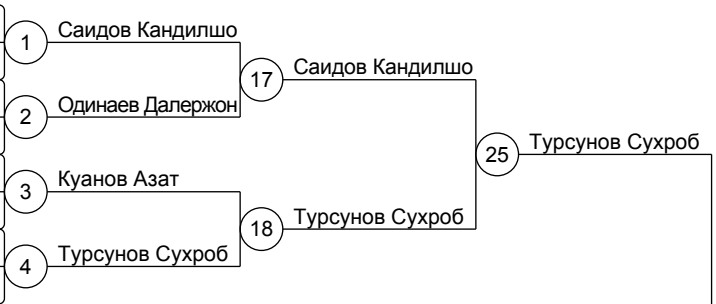 1 Саидов Кандилшо
17 Саидов Кандилшо
2 Одинаев Далержон
25 Турсунов Сухроб
3 Куанов Азат
18 Турсунов Сухроб
4 Турсунов Сухроб